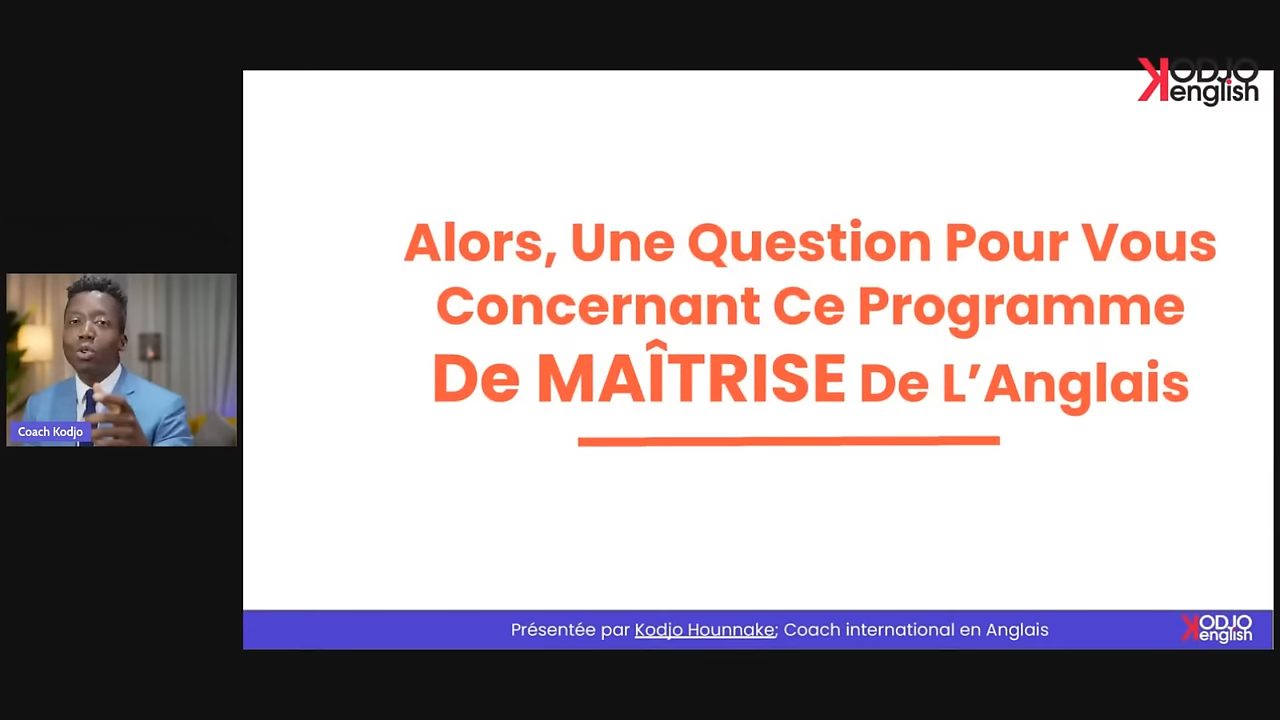 KODJO
english
Alors, Une Question Pour Vous
Concernant Ce Programme
De MAÎTRISE De L’Anglais
Coach Kodjo
Présentée par Kodjo Hounnake; Coach international en Anglais
KODJO
english